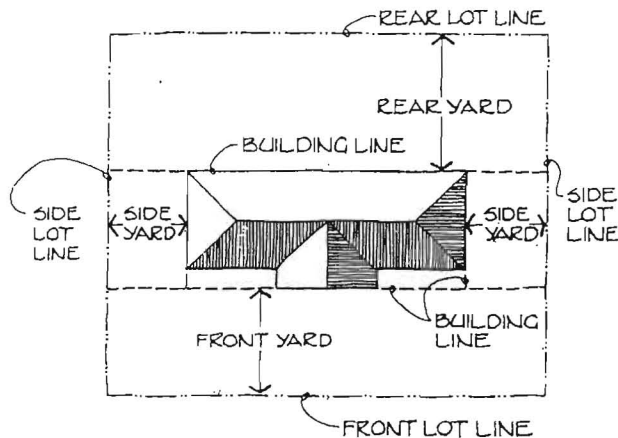 REAR LOT LINE
REAR YARD
BUILDING LINE
SIDE
LOT
LINE
SIDE
YARD
SIDE
YARD
SIDE
LOT
LINE
FRONT YARD
BUILDING
LINE
FRONT LOT LINE